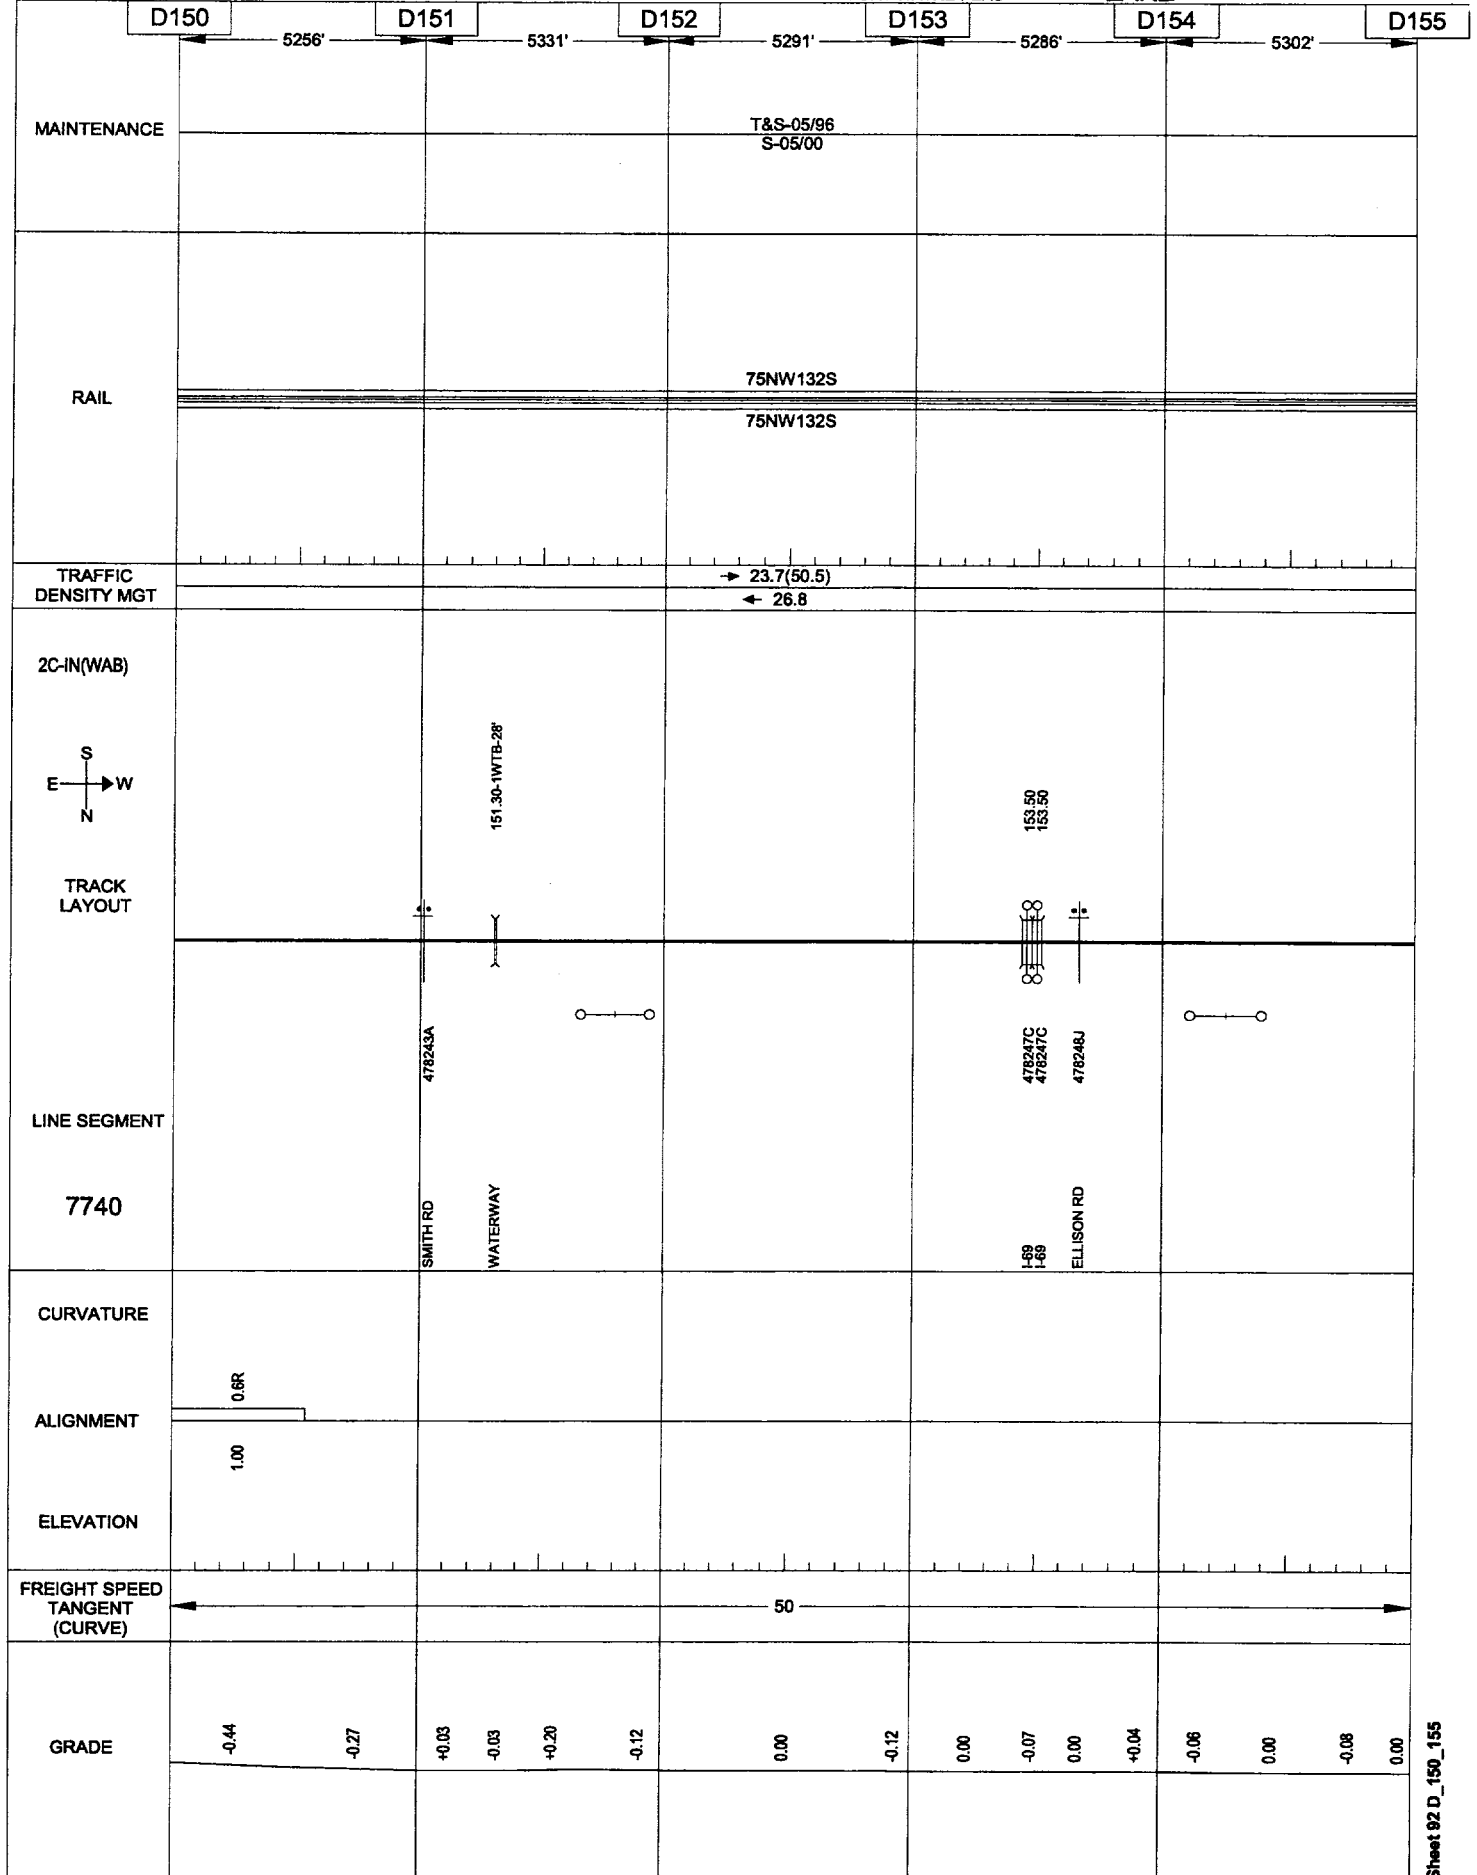 D150 D151 D152 D153 D154 D155
5256' 5331' 5291' 5286' 5302'
MAINTENANCE
T&S-05/96
S-05/00
RAIL
75NW132S
75NW132S
TRAFFIC
DENSITY MGT
→ 23.7(50.5)
← 26.8
2C-IN(WAB)
S
E W
N
151.30-1WTB-28'
153.50
153.50
TRACK
LAYOUT
478243A
478247C
478247C
478248J
LINE SEGMENT
7740
SMITH RD
WATERWAY
I-69
I-69
ELLISON RD
CURVATURE
0.6R
ALIGNMENT
1.00
ELEVATION
FREIGHT SPEED
TANGENT
(CURVE)
50
GRADE
-0.44 -0.27 +0.03 -0.03 +0.20 -0.12 0.00 -0.12 0.00 -0.07 0.00 +0.04 -0.06 0.00 -0.08 0.00
Sheet 92 D_150_155